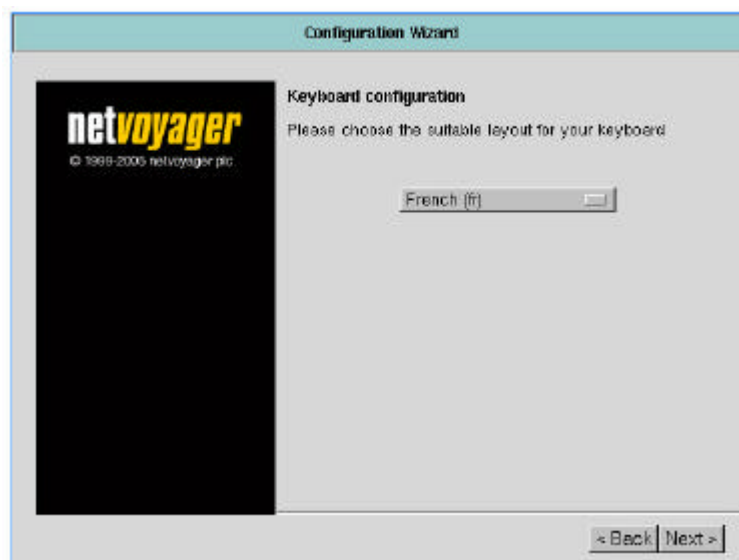 Configuration Wizard
netvoyager
© 1999-2005 netvoyager plc
Keyboard configuration
Please choose the suitable layout for your keyboard
French (fr)
< Back Next >